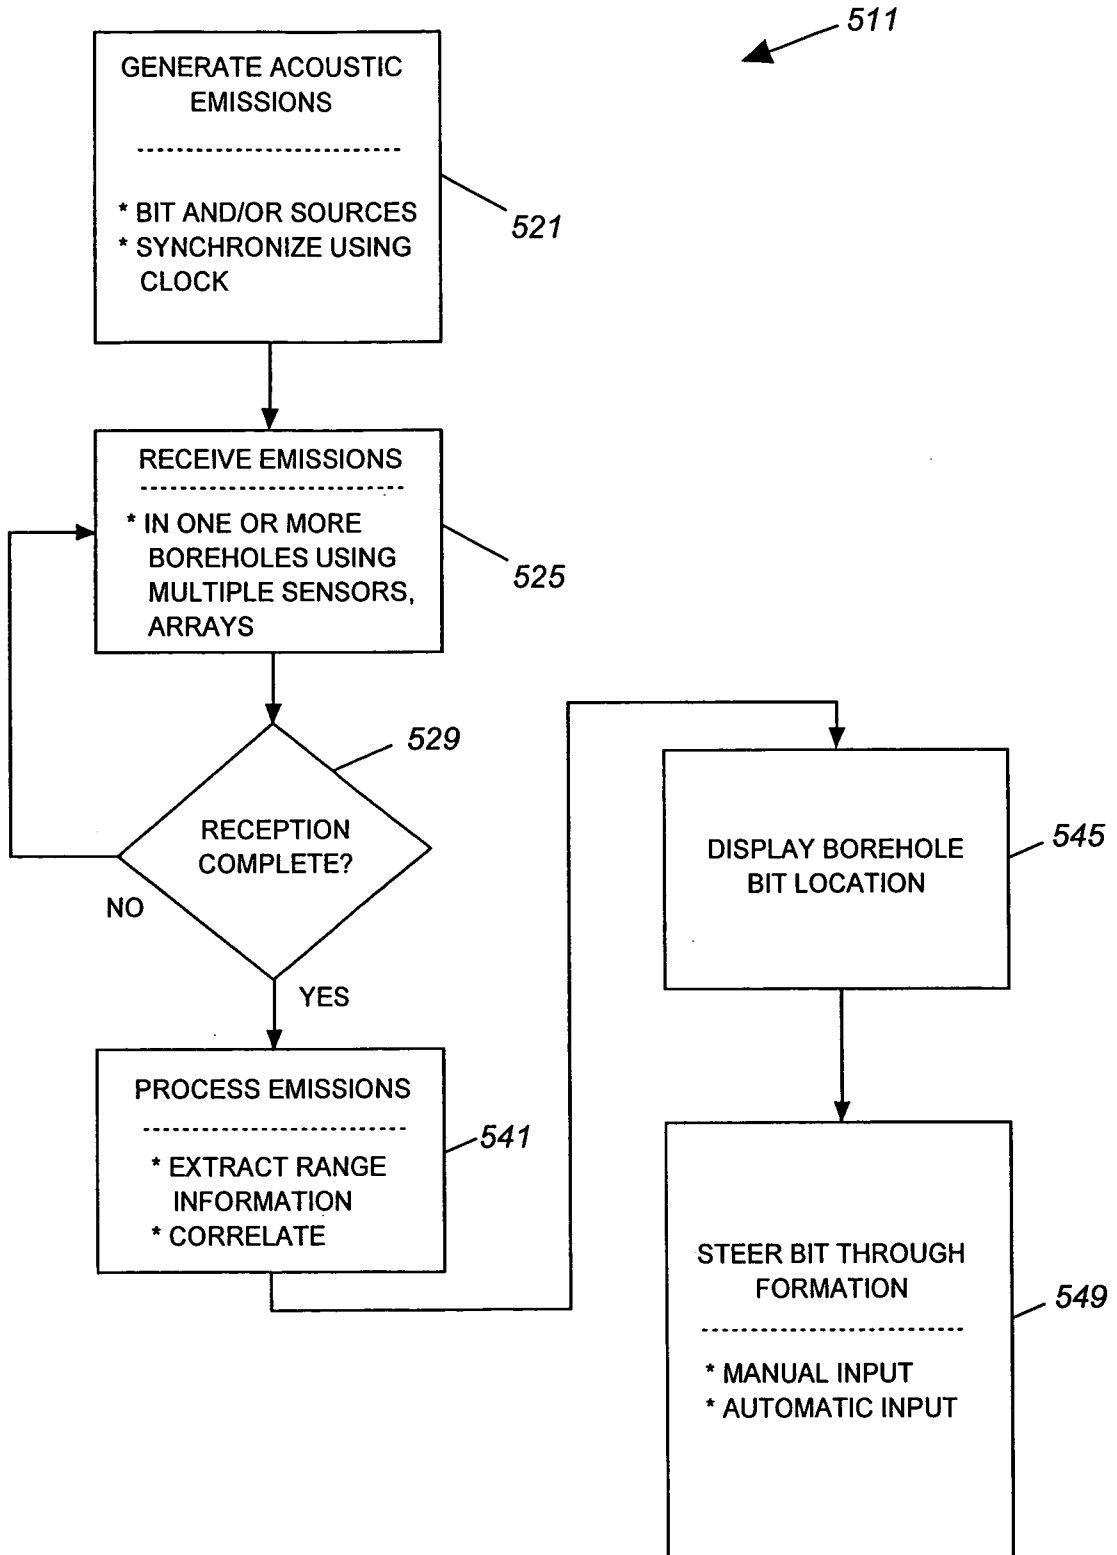 511
GENERATE ACOUSTIC
EMISSIONS
* BIT AND/OR SOURCES
* SYNCHRONIZE USING
CLOCK
521
RECEIVE EMISSIONS
* IN ONE OR MORE
BOREHOLES USING
MULTIPLE SENSORS,
ARRAYS
525
529
RECEPTION
COMPLETE?
NO
YES
PROCESS EMISSIONS
* EXTRACT RANGE
INFORMATION
* CORRELATE
541
DISPLAY BOREHOLE
BIT LOCATION
545
STEER BIT THROUGH
FORMATION
* MANUAL INPUT
* AUTOMATIC INPUT
549